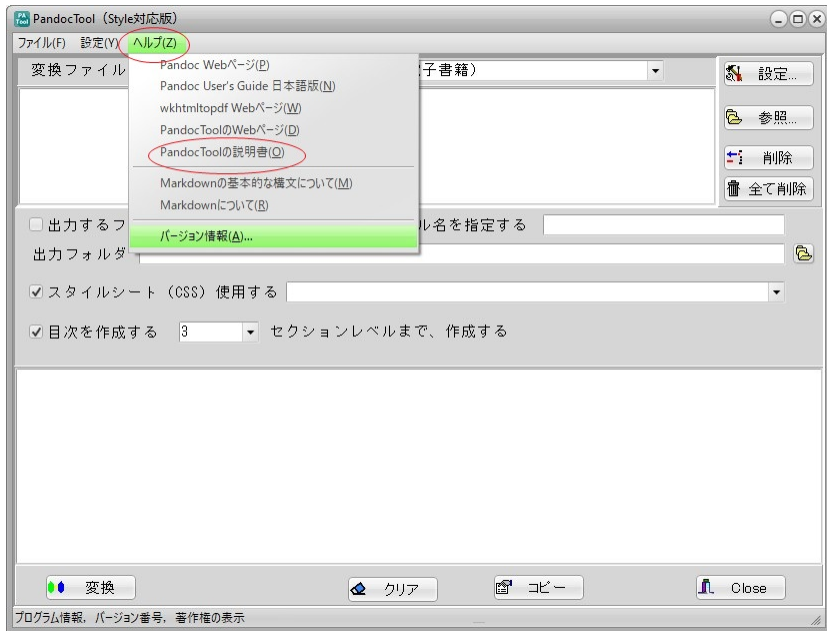 PandocTool（Style対応版）
ファイル(F) 設定(Y) ヘルプ(Z)
変換ファイル
子書籍）
設定...
Pandoc Webページ(P)
Pandoc User's Guide 日本語版(N)
wkhtmltopdf Webページ(W)
PandocToolのWebページ(D)
PandocToolの説明書(O)
Markdownの基本的な構文について(M)
Markdownについて(R)
バージョン情報(A)...
参照...
削除
全て削除
出力するフ
ル名を指定する
出力フォルダ
スタイルシート（CSS）使用する
目次を作成する 3 セクションレベルまで、作成する
変換 クリア コピー Close
プログラム情報, バージョン番号, 著作権の表示